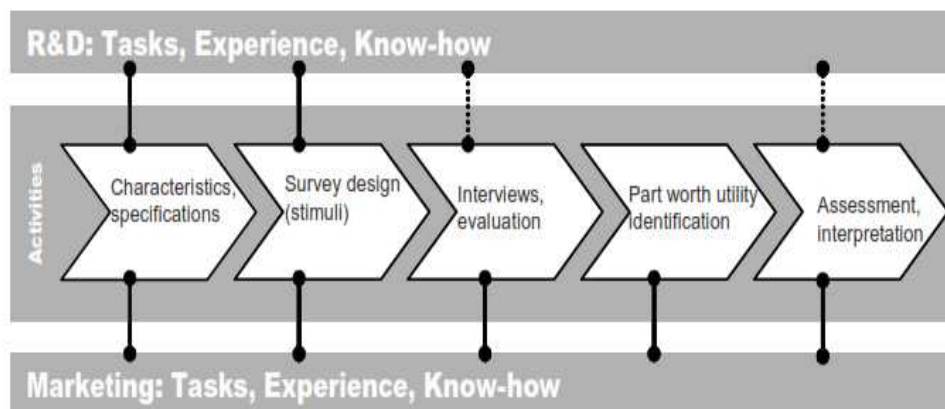 R&D: Tasks, Experience, Know-how
Activities
Characteristics,
specifications
Survey design
(stimuli)
Interviews,
evaluation
Part worth utility
identification
Assessment,
interpretation
Marketing: Tasks, Experience, Know-how